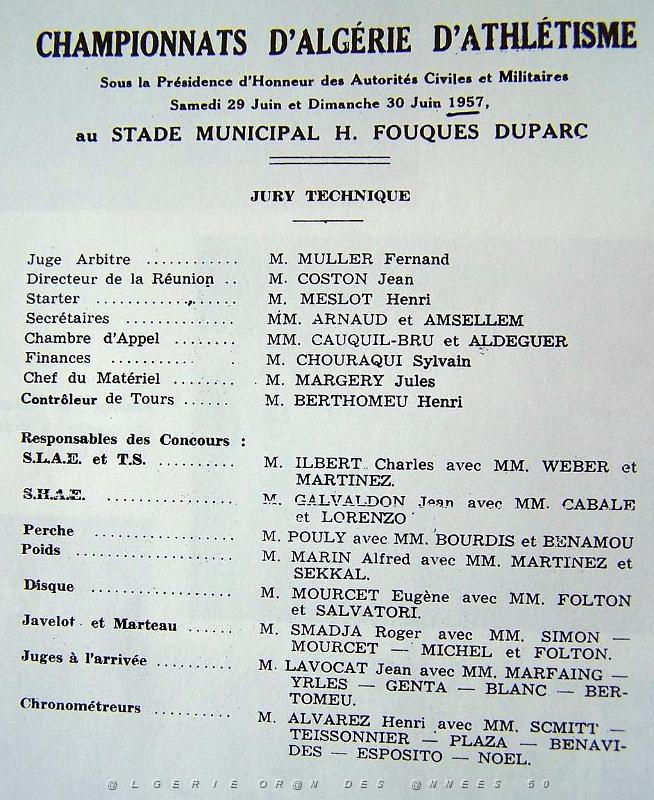 CHAMPIONNATS D'ALGÉRIE D'ATHLÉTISME
Sous la Présidence d'Honneur des Autorités Civiles et Militaires
Samedi 29 Juin et Dimanche 30 Juin 1957,
au STADE MUNICIPAL H. FOUQUES DUPARC
JURY TECHNIQUE
Juge Arbitre ........... M. MULLER Fernand
Directeur de la Réunion .. M. COSTON Jean
Starter ................ M. MESLOT Henri
Secrétaires ............. MM. ARNAUD et AMSELLEM
Chambre d'Appel ........ MM. CAUQUIL-BRU et ALDEGUER
Finances ............... M. CHOURAQUI Sylvain
Chef du Matériel ........ M. MARGERY Jules
Contrôleur de Tours ...... M. BERTHOMEU Henri
Responsables des Concours :
S.L.A.E. et T.S. .......... M. ILBERT Charles avec MM. WEBER et
MARTINEZ.
S.H.A.E. ................ M. GALVALDON Jean avec MM. CABALE
et LORENZO
Perche ................. M. POULY avec MM. BOURDIS et BENAMOU
Poids .................. M. MARIN Alfred avec MM. MARTINEZ et
SEKKAL.
Disque ................. M. MOURCET Eugène avec MM. FOLTON
et SALVATORI.
Javelot et Marteau ...... M. SMADJA Roger avec MM. SIMON —
MOURCET — MICHEL et FOLTON.
Juges à l'arrivée .......... M. LAVOCAT Jean avec MM. MARFAING —
YRLES — GENTA — BLANC — BER-
TOMEU.
Chronométreurs .......... M. ALVAREZ Henri avec MM. SCMITT —
TEISSONNIER — PLAZA — BENAVI-
DES — ESPOSITO — NOEL.
@LGERIE OR@N DES @NNEES 50